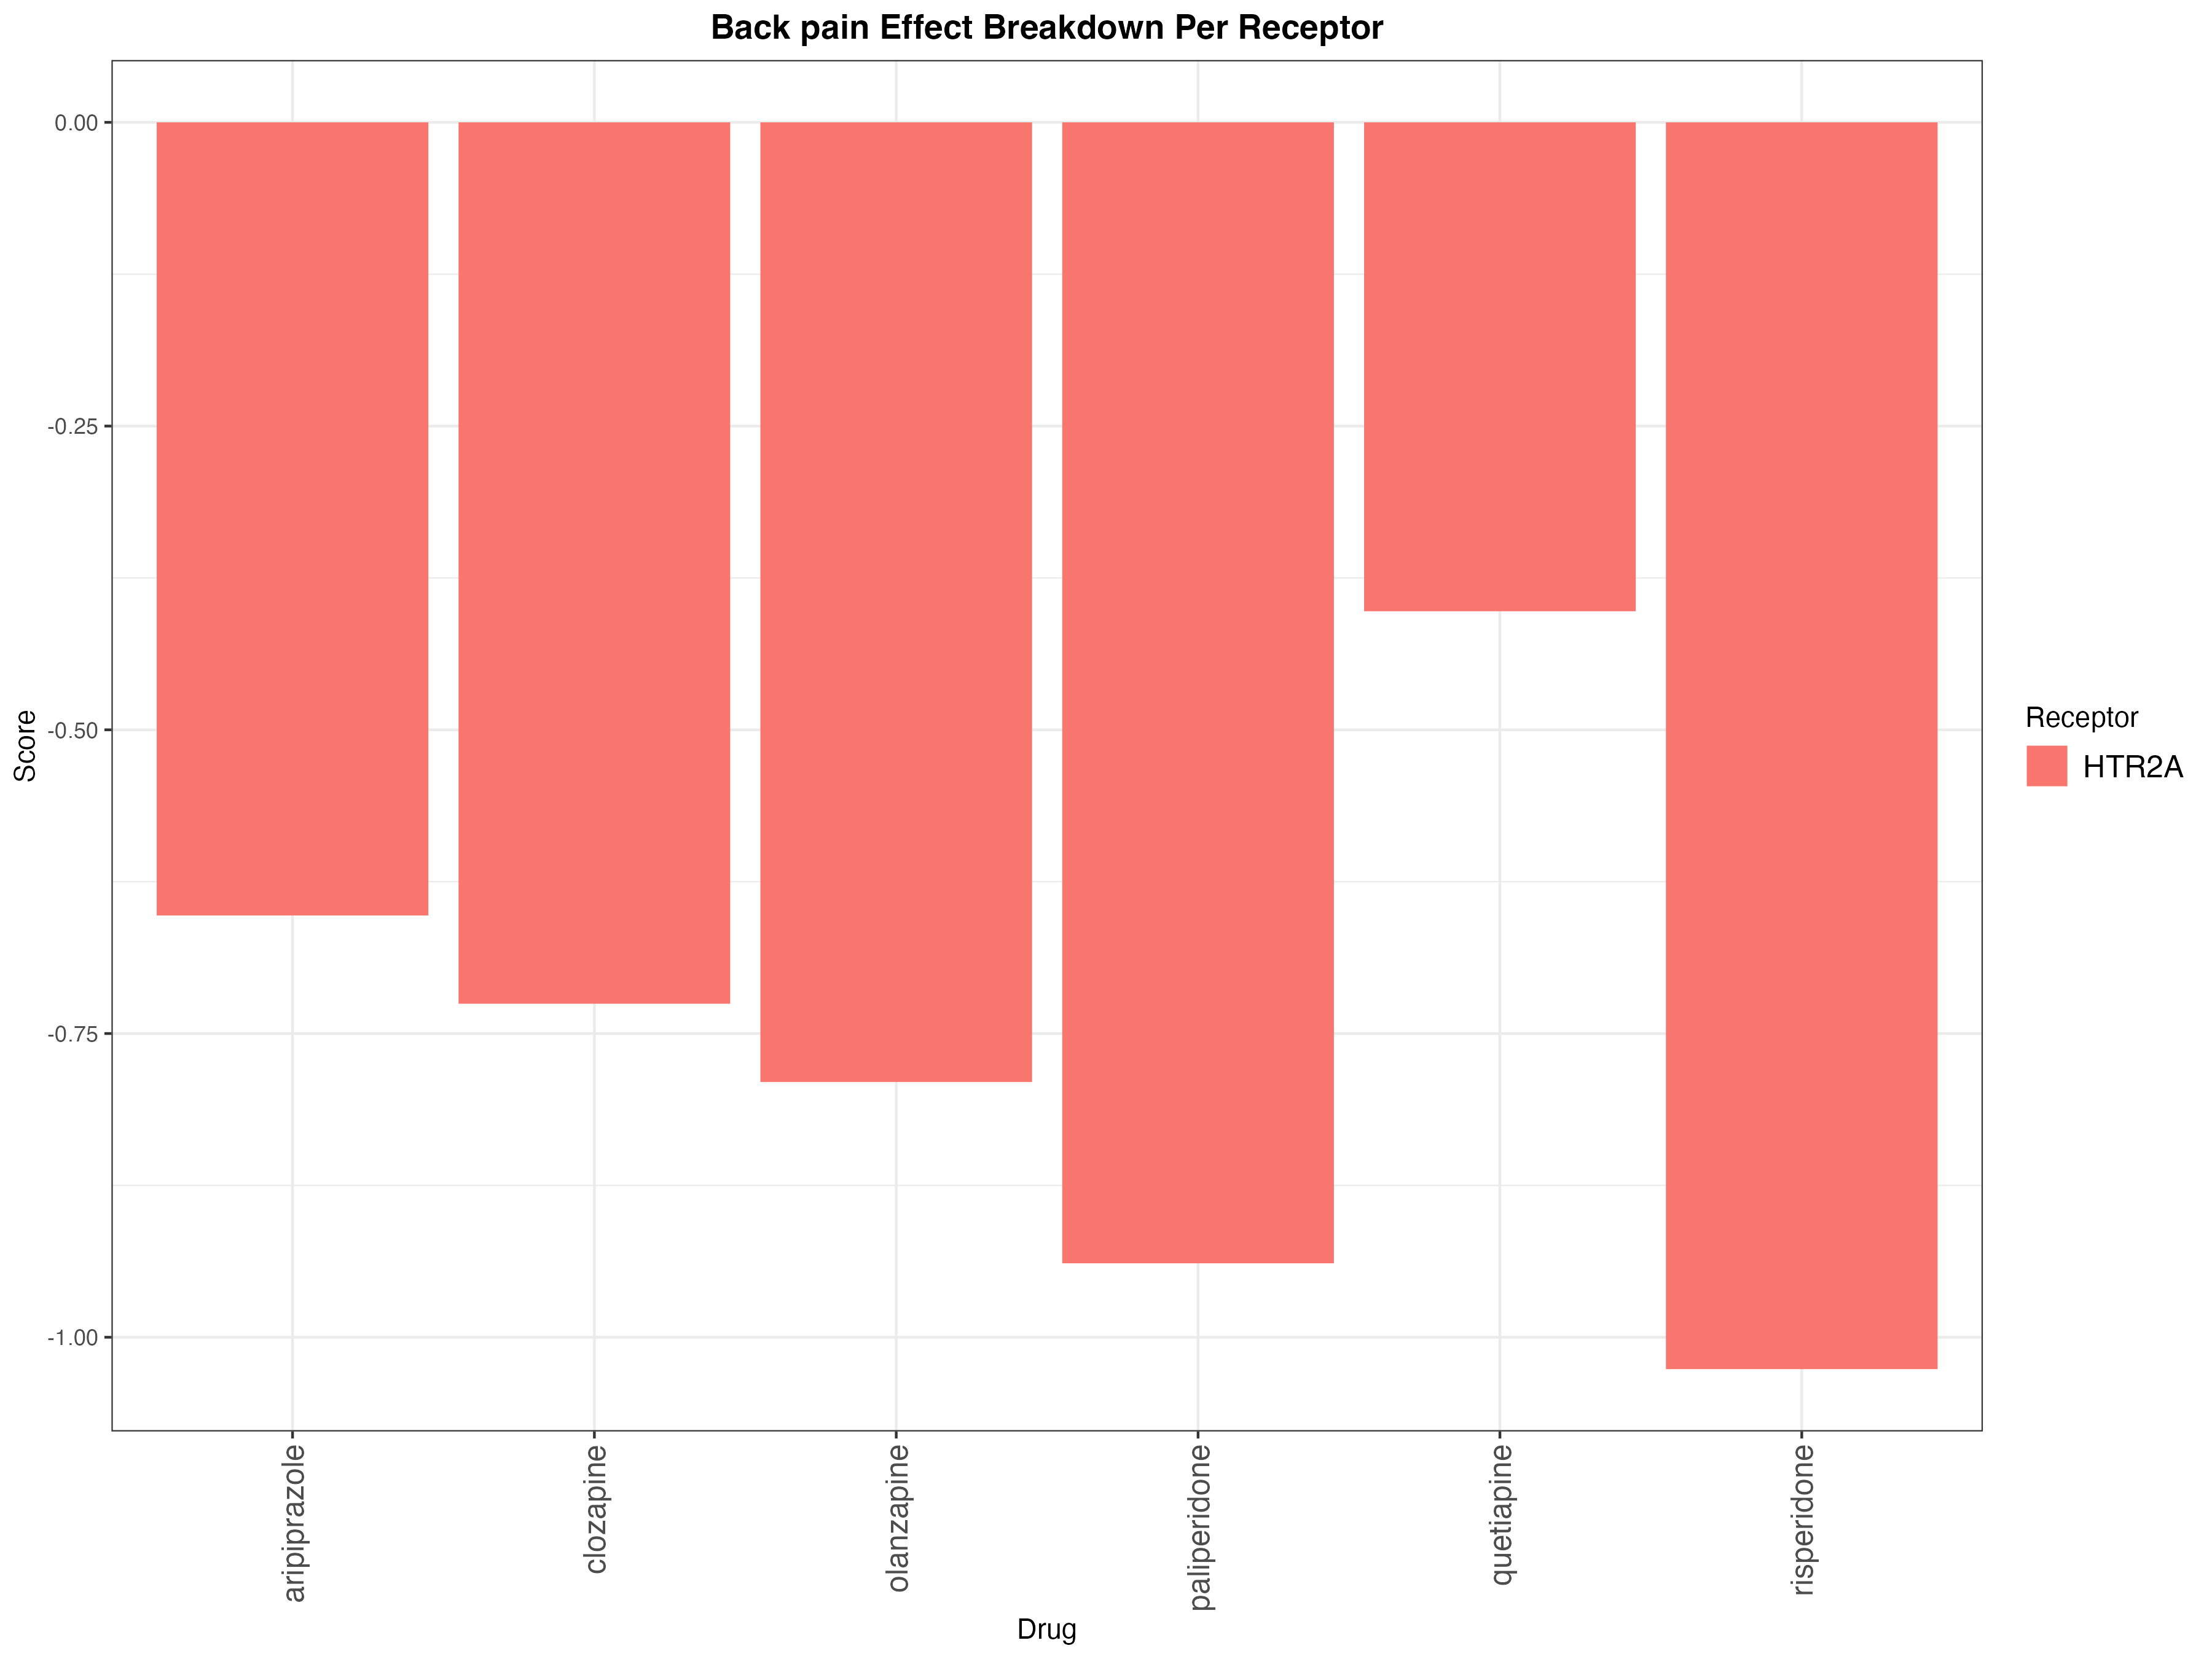 Back pain Effect Breakdown Per Receptor
0.00
-0.25
-0.50
-0.75
-1.00
Score
aripiprazole
clozapine
olanzapine
paliperidone
quetiapine
risperidone
Drug
Receptor
HTR2A